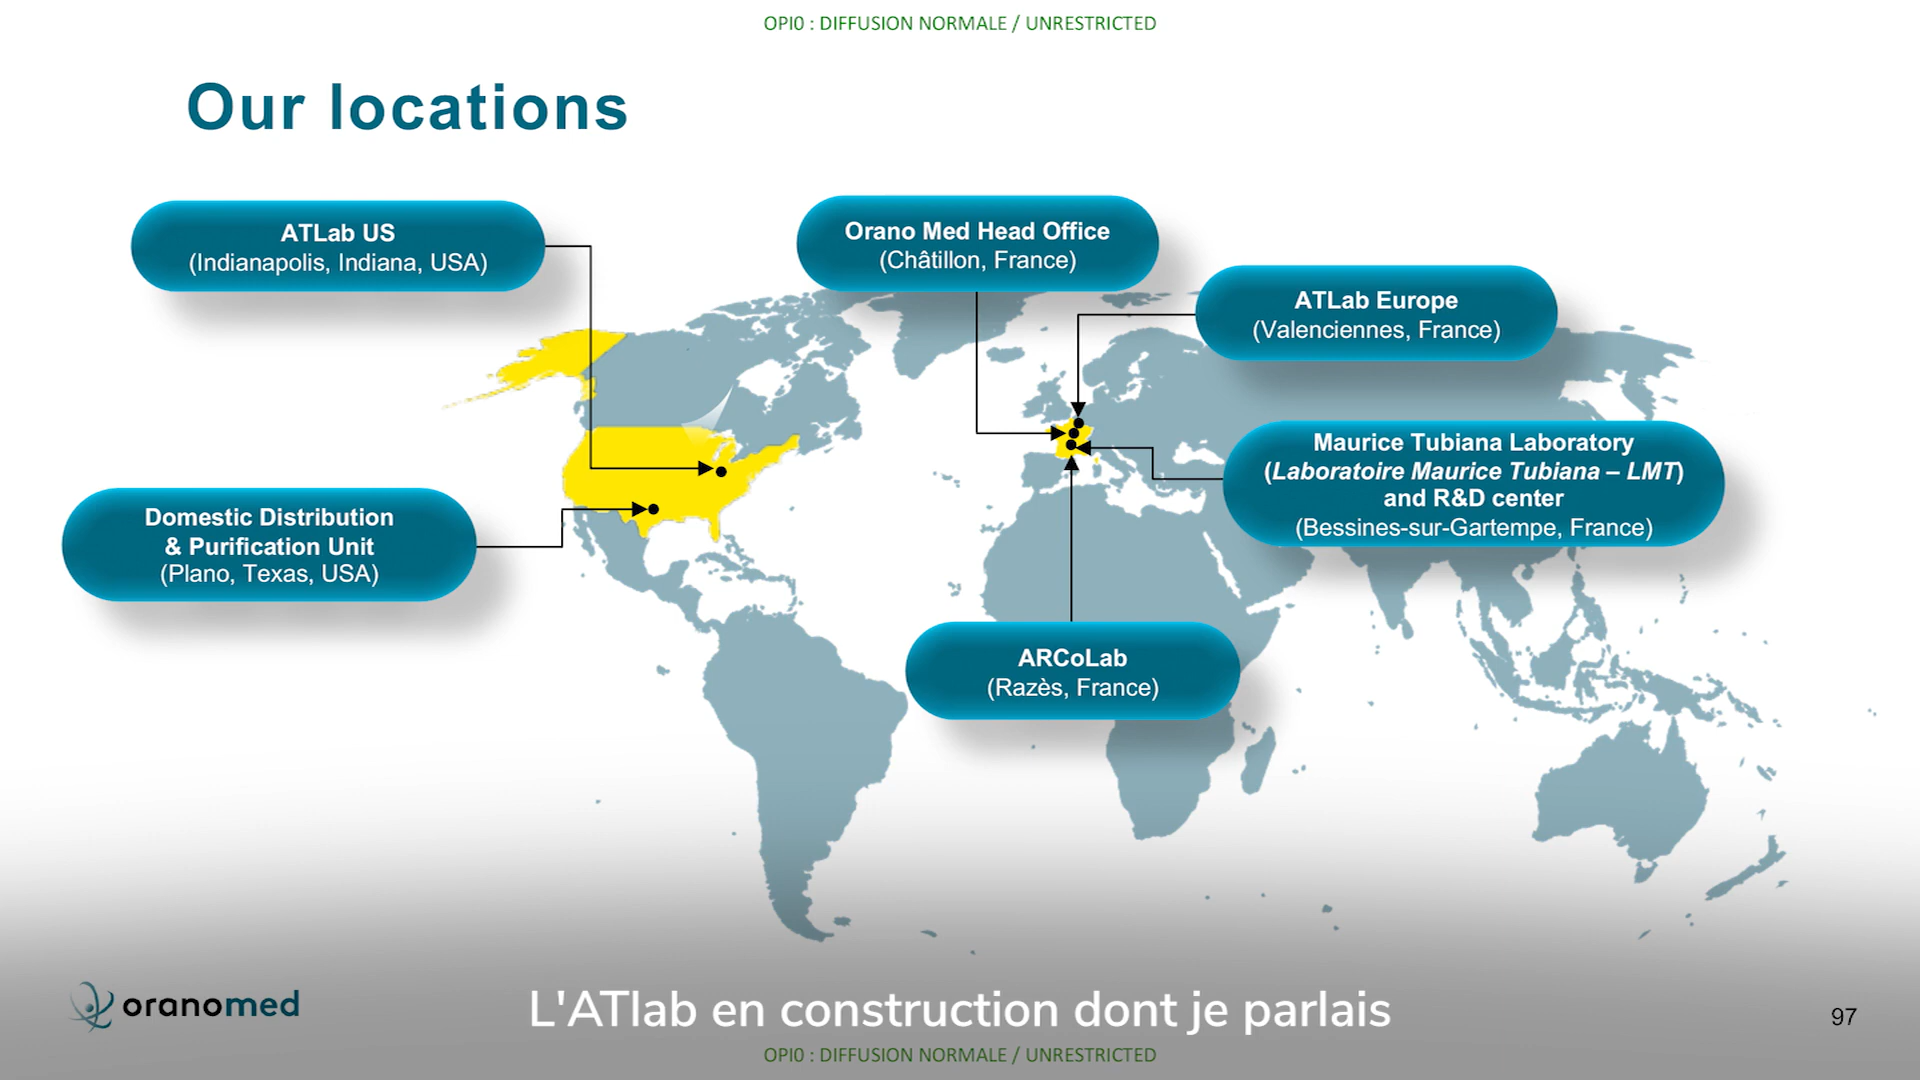 OPI0 : DIFFUSION NORMALE / UNRESTRICTED
Our locations
ATLab US
(Indianapolis, Indiana, USA)
Orano Med Head Office
(Châtillon, France)
ATLab Europe
(Valenciennes, France)
Maurice Tubiana Laboratory
(Laboratoire Maurice Tubiana – LMT)
and R&D center
(Bessines-sur-Gartempe, France)
Domestic Distribution
& Purification Unit
(Plano, Texas, USA)
ARCoLab
(Razès, France)
oranomed
L'ATlab en construction dont je parlais
97
OPI0 : DIFFUSION NORMALE / UNRESTRICTED